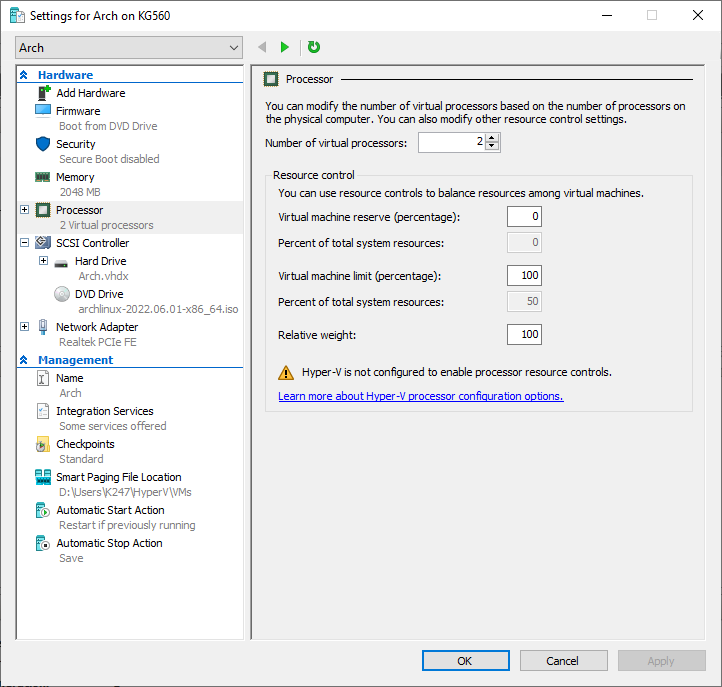 Settings for Arch on KG560
Arch
Hardware
Add Hardware
Firmware
Boot from DVD Drive
Security
Secure Boot disabled
Memory
2048 MB
Processor
2 Virtual processors
SCSI Controller
Hard Drive
Arch.vhdx
DVD Drive
archlinux-2022.06.01-x86_64.iso
Network Adapter
Realtek PCIe FE
Management
Name
Arch
Integration Services
Some services offered
Checkpoints
Standard
Smart Paging File Location
D:\Users\K247\HyperV\VMs
Automatic Start Action
Restart if previously running
Automatic Stop Action
Save
Processor
You can modify the number of virtual processors based on the number of processors on
the physical computer. You can also modify other resource control settings.
Number of virtual processors: 2
Resource control
You can use resource controls to balance resources among virtual machines.
Virtual machine reserve (percentage): 0
Percent of total system resources: 0
Virtual machine limit (percentage): 100
Percent of total system resources: 50
Relative weight: 100
Hyper-V is not configured to enable processor resource controls.
Learn more about Hyper-V processor configuration options.
OK Cancel Apply